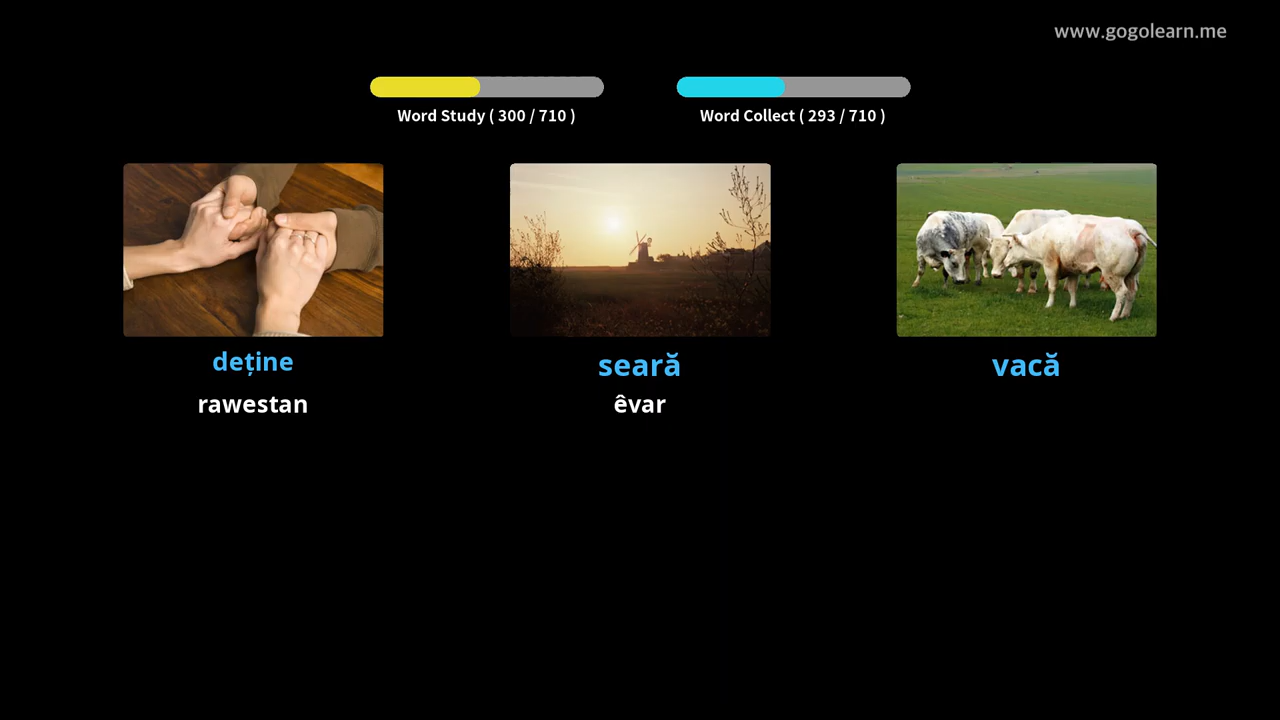 www.gogolearn.me
Word Study ( 300 / 710 )
Word Collect ( 293 / 710 )
deține
seară
vacă
rawestan
êvar